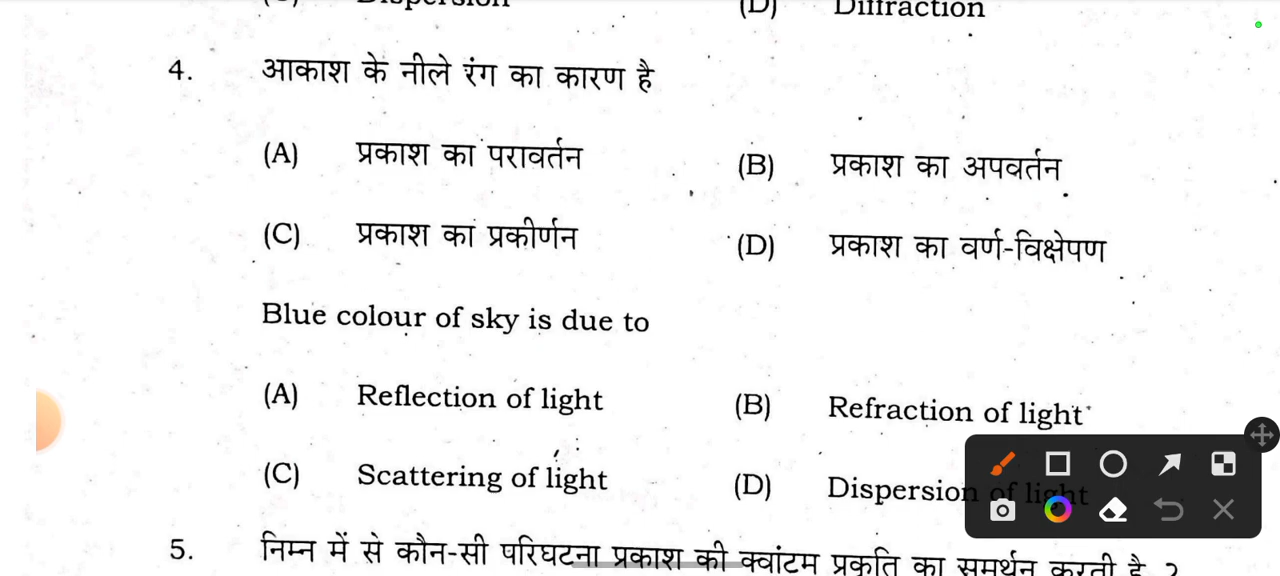 (D) Diffraction
4. आकाश के नीले रंग का कारण है
(A) प्रकाश का परावर्तन (B) प्रकाश का अपवर्तन
(C) प्रकाश का प्रकीर्णन (D) प्रकाश का वर्ण-विक्षेपण
Blue colour of sky is due to
(A) Reflection of light (B) Refraction of light
(C) Scattering of light (D) Dispersion of light
5. निम्न में से कौन-सी परिघटना प्रकाश की क्वांटम प्रकृति का समर्थन करती है ?